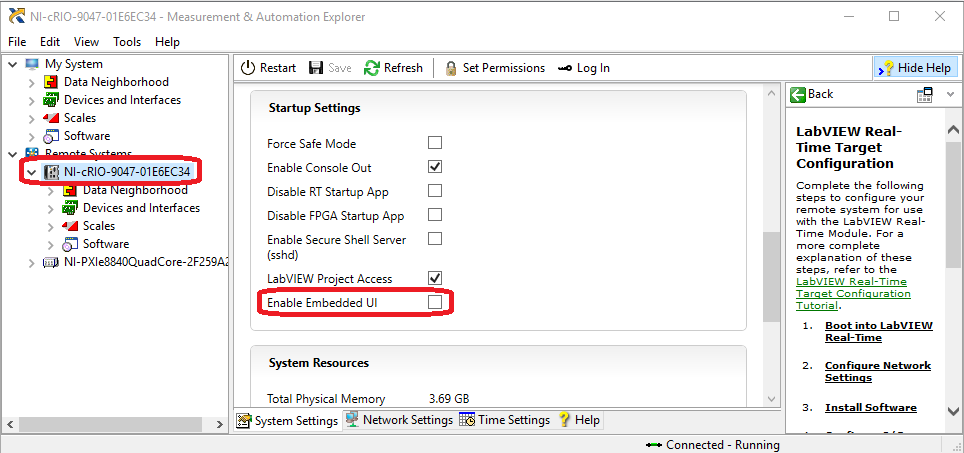 NI-cRIO-9047-01E6EC34 - Measurement & Automation Explorer
File Edit View Tools Help
My System
Data Neighborhood
Devices and Interfaces
Scales
Software
Remote Systems
NI-cRIO-9047-01E6EC34
Data Neighborhood
Devices and Interfaces
Scales
Software
NI-PXIe8840QuadCore-2F259A2
Restart Save Refresh Set Permissions Log In Hide Help
Startup Settings
Force Safe Mode
Enable Console Out
Disable RT Startup App
Disable FPGA Startup App
Enable Secure Shell Server
(sshd)
LabVIEW Project Access
Enable Embedded UI
System Resources
Total Physical Memory 3.69 GB
System Settings Network Settings Time Settings Help
Back
LabVIEW Real-
Time Target
Configuration
Complete the following
steps to configure your
remote system for use
with the LabVIEW Real-
Time Module. For a
more complete
explanation of these
steps, refer to the
LabVIEW Real-Time
Target Configuration
Tutorial.
1. Boot into LabVIEW
Real-Time
2. Configure Network
Settings
3. Install Software
Connected - Running